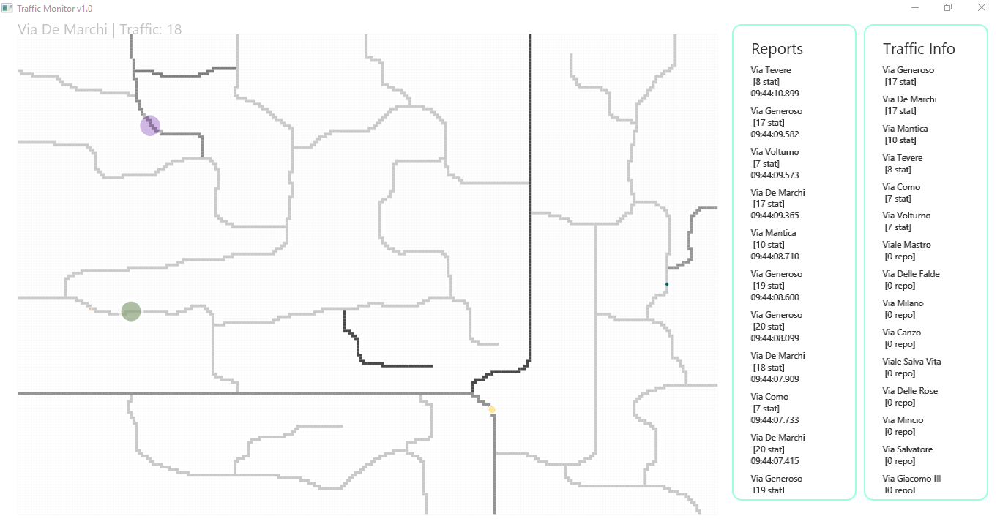 Traffic Monitor v1.0
Via De Marchi | Traffic: 18
Reports
Via Tevere
[8 stat]
09:44:10.899
Via Generoso
[17 stat]
09:44:09.582
Via Volturno
[7 stat]
09:44:09.573
Via De Marchi
[17 stat]
09:44:09.365
Via Mantica
[10 stat]
09:44:08.710
Via Generoso
[19 stat]
09:44:08.600
Via Generoso
[20 stat]
09:44:08.099
Via De Marchi
[18 stat]
09:44:07.909
Via Como
[7 stat]
09:44:07.733
Via De Marchi
[20 stat]
09:44:07.415
Via Generoso
[19 stat]
Traffic Info
Via Generoso
[17 stat]
Via De Marchi
[17 stat]
Via Mantica
[10 stat]
Via Tevere
[8 stat]
Via Como
[7 stat]
Via Volturno
[7 stat]
Viale Mastro
[0 repo]
Via Delle Falde
[0 repo]
Via Milano
[0 repo]
Via Canzo
[0 repo]
Viale Salva Vita
[0 repo]
Via Delle Rose
[0 repo]
Via Mincio
[0 repo]
Via Salvatore
[0 repo]
Via Giacomo III
[0 repo]